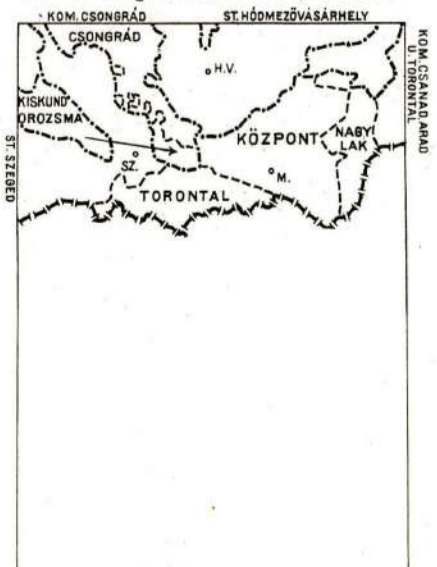 KOM. CSONGRÁD
ST. HÓDMEZŐVÁSÁRHELY
CSONGRÁD
H.V.
KOM. CSANÁD, ARAD
U. TORONTAL
KISKUND
OROZSMA
KÖZPONT
NAGY
LAK
SZ.
M.
ST. SZEGED
TORONTAL